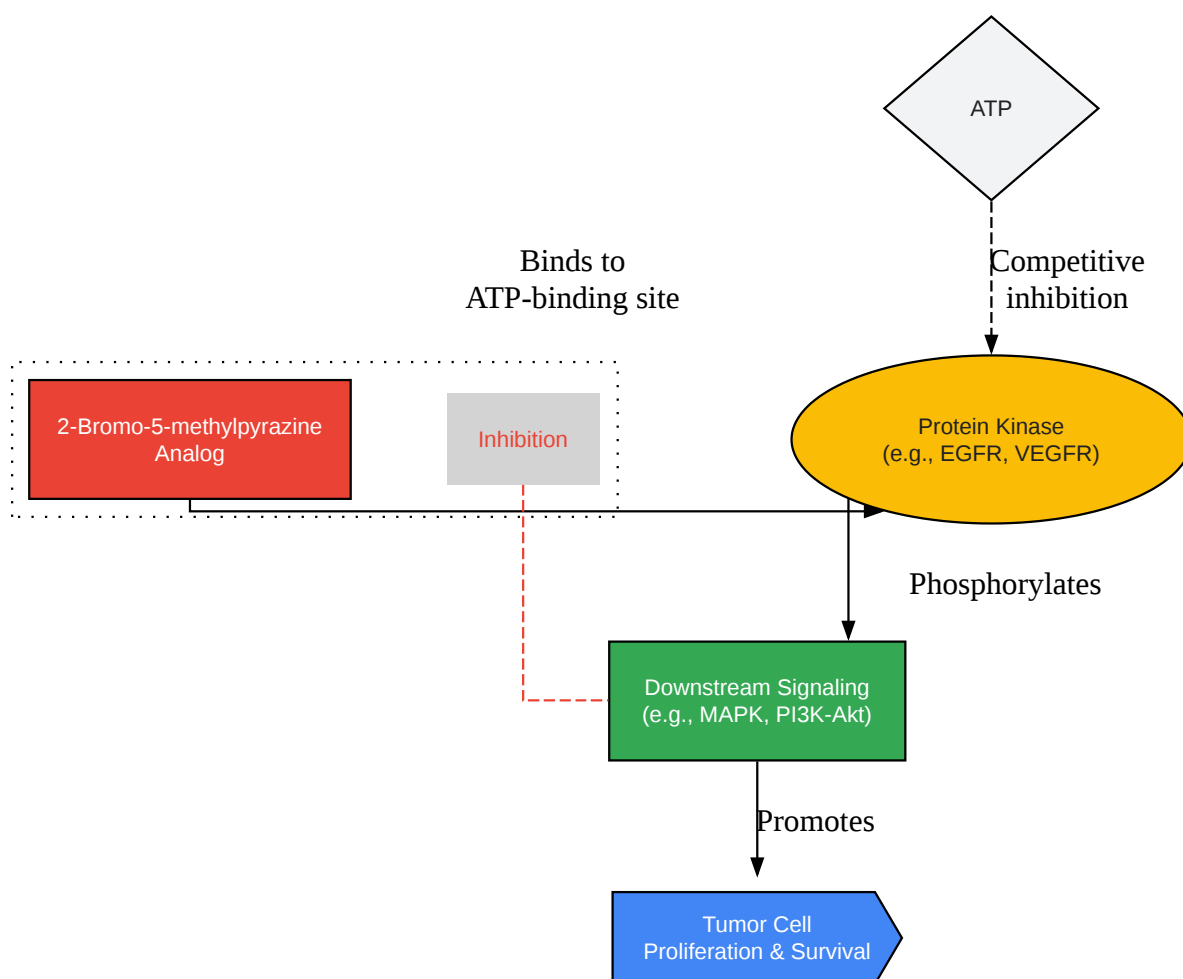 ATP
Binds to
ATP-binding site
Competitive
inhibition
2-Bromo-5-methylpyrazine
Analog
Inhibition
Protein Kinase
(e.g., EGFR, VEGFR)
Phosphorylates
Downstream Signaling
(e.g., MAPK, PI3K-Akt)
Promotes
Tumor Cell
Proliferation & Survival